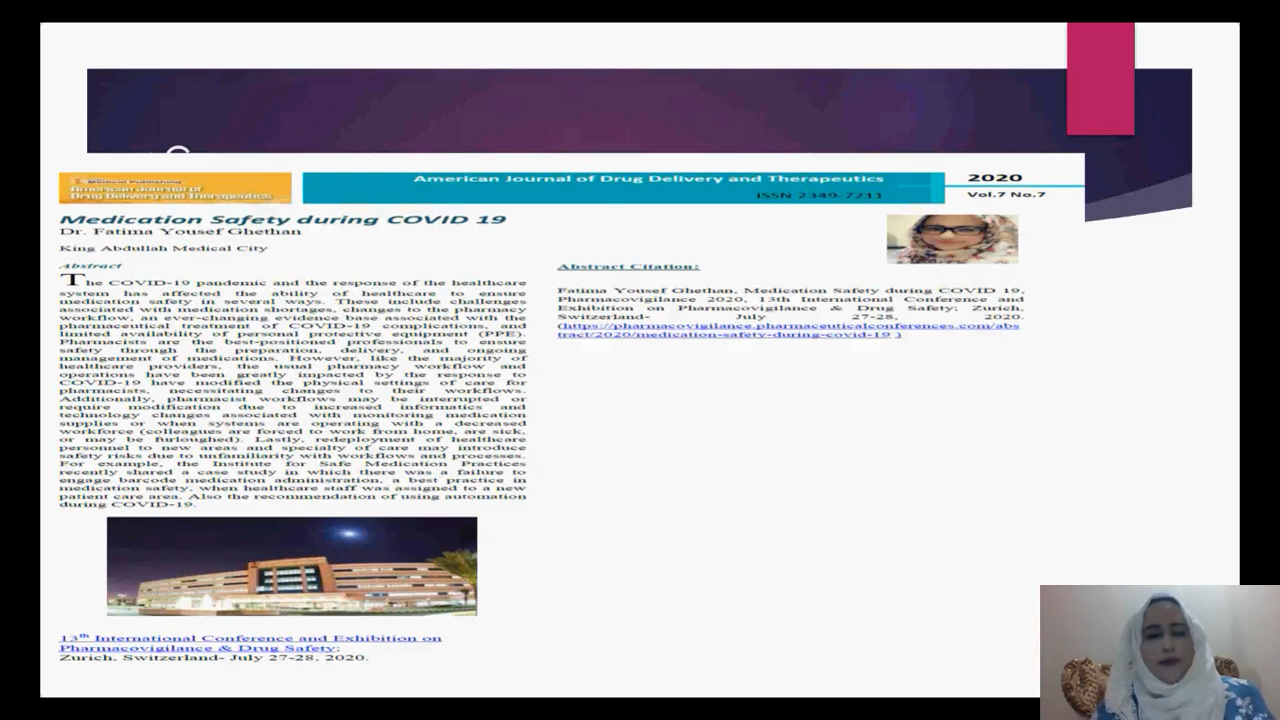 Medical Publishing
American Journal of
Drug Delivery and Therapeutics
American Journal of Drug Delivery and Therapeutics
ISSN 2349-7211
2020
Vol.7 No.7
Medication Safety during COVID 19
Dr. Fatima Yousef Ghethan
King Abdullah Medical City
Abstract
The COVID-19 pandemic and the response of the healthcare
system has affected the ability of healthcare to ensure
medication safety in several ways. These include challenges
associated with medication shortages, changes to the pharmacy
workflow, an ever-changing evidence base associated with the
pharmaceutical treatment of COVID-19 complications, and
limited availability of personal protective equipment (PPE).
Pharmacists are the best-positioned professionals to ensure
safety through the preparation, delivery, and ongoing
management of medications. However, like the majority of
healthcare providers, the usual pharmacy workflow and
operations have been greatly impacted by the response to
COVID-19 have modified the physical settings of care for
pharmacists, necessitating changes to their workflows.
Additionally, pharmacist workflows may be interrupted or
require modification due to increased informatics and
technology changes associated with monitoring medication
supplies or when systems are operating with a decreased
workforce (colleagues are forced to work from home, are sick,
or may be furloughed). Lastly, redeployment of healthcare
personnel to new areas and specialty of care may introduce
safety risks due to unfamiliarity with workflows and processes.
For example, the Institute for Safe Medication Practices
recently shared a case study in which there was a failure to
engage barcode medication administration, a best practice in
medication safety, when healthcare staff was assigned to a new
patient care area. Also the recommendation of using automation
during COVID-19.
13th International Conference and Exhibition on
Pharmacovigilance & Drug Safety;
Zurich, Switzerland- July 27-28, 2020.
Abstract Citation:
Fatima Yousef Ghethan, Medication Safety during COVID 19,
Pharmacovigilance 2020, 13th International Conference and
Exhibition on Pharmacovigilance & Drug Safety; Zurich,
Switzerland- July 27-28, 2020.
(https://pharmacovigilance.pharmaceuticalconferences.com/abs
tract/2020/medication-safety-during-covid-19 )